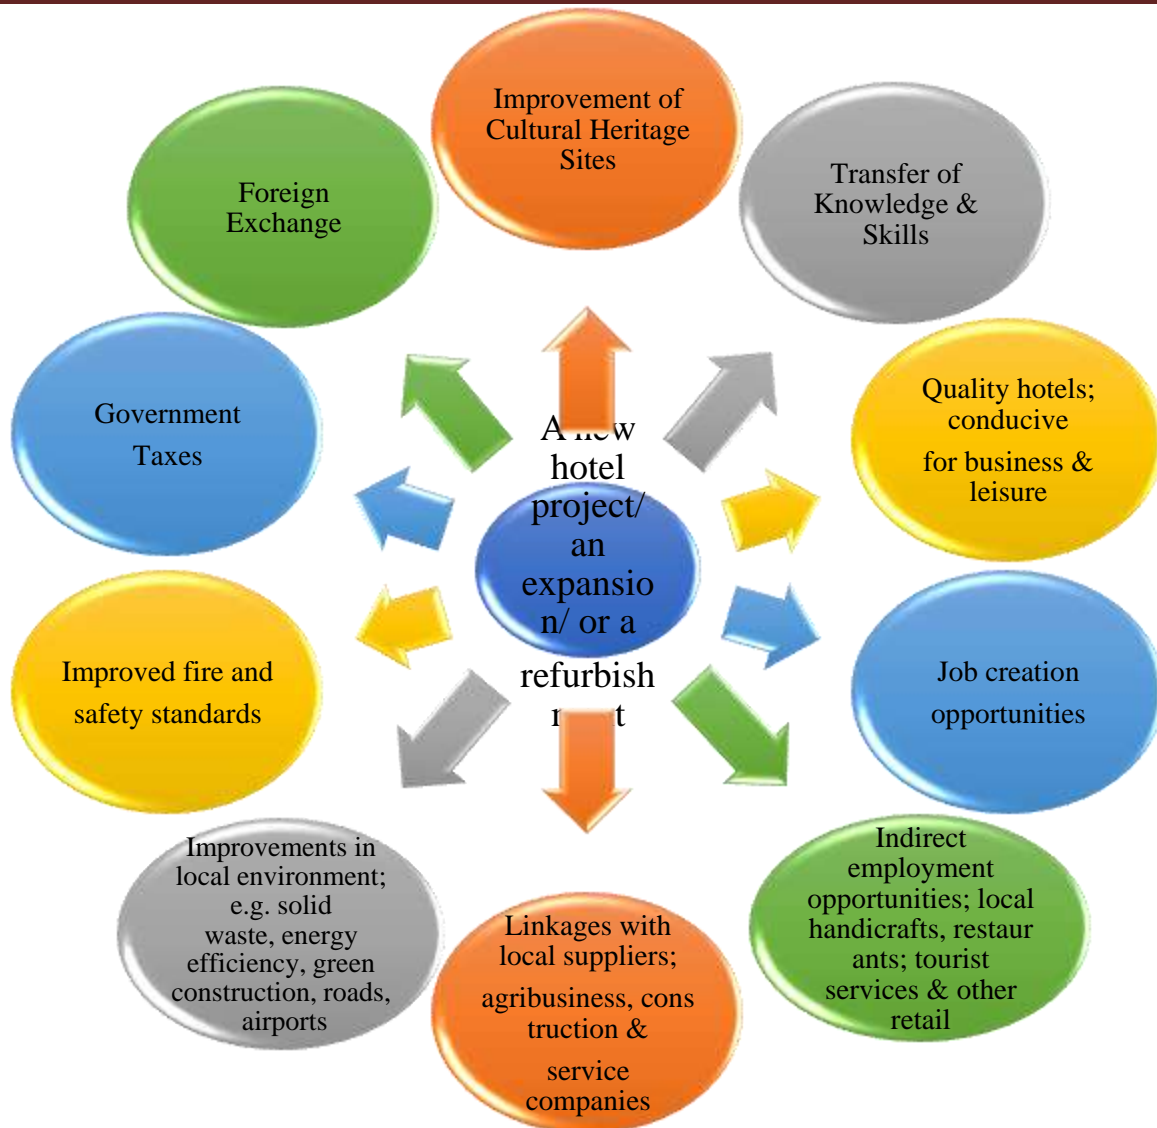 Improvement of
Cultural Heritage
Sites
Transfer of
Knowledge &
Skills
Quality hotels;
conducive
for business &
leisure
Job creation
opportunities
Indirect
employment
opportunities; local
handicrafts, restaur
ants; tourist
services & other
retail
Linkages with
local suppliers;
agribusiness, cons
truction &
service
companies
Improvements in
local environment;
e.g. solid
waste, energy
efficiency, green
construction, roads,
airports
Improved fire and
safety standards
Government
Taxes
Foreign
Exchange
A new
hotel
project/
an
expansio
n/ or a
refurbish